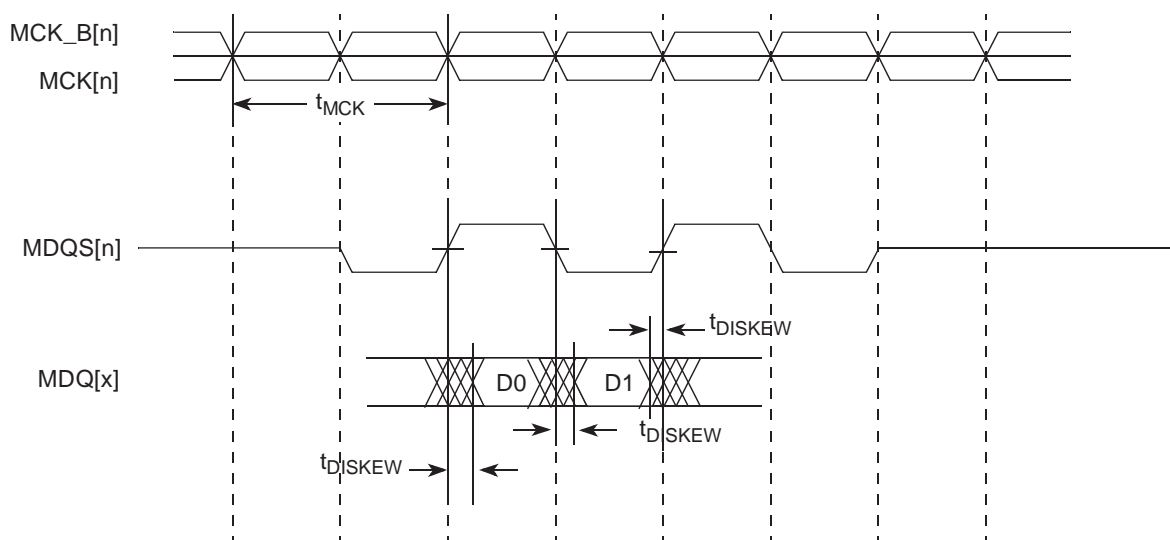 MCK_B[n]
MCK[n]
tMCK
MDQS[n]
tDISKEW
MDQ[x]
D0
D1
tDISKEW
tDISKEW